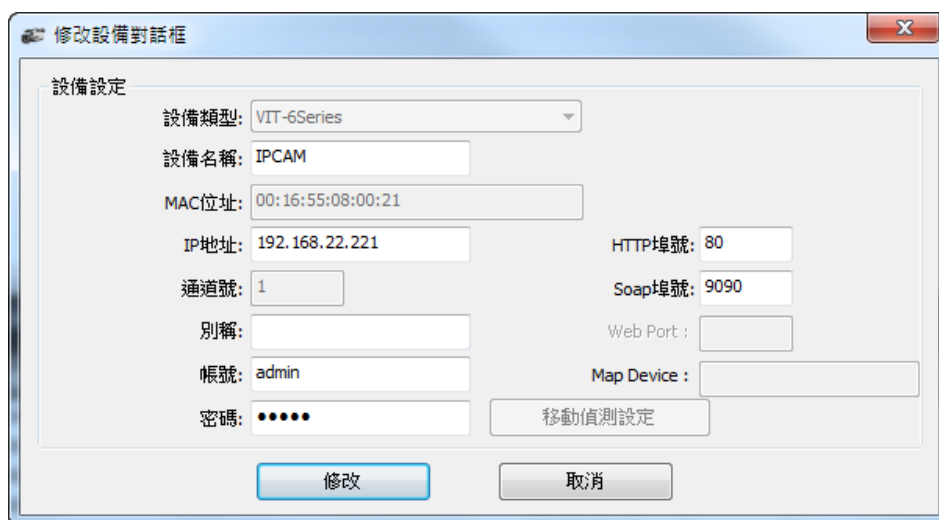 修改設備對話框
設備設定
設備類型: VIT-6Series
設備名稱: IPCAM
MAC位址: 00:16:55:08:00:21
IP地址: 192.168.22.221 HTTP埠號: 80
通道號: 1 Soap埠號: 9090
別稱: Web Port :
帳號: admin Map Device :
密碼: ●●●●● 移動偵測設定
修改 取消